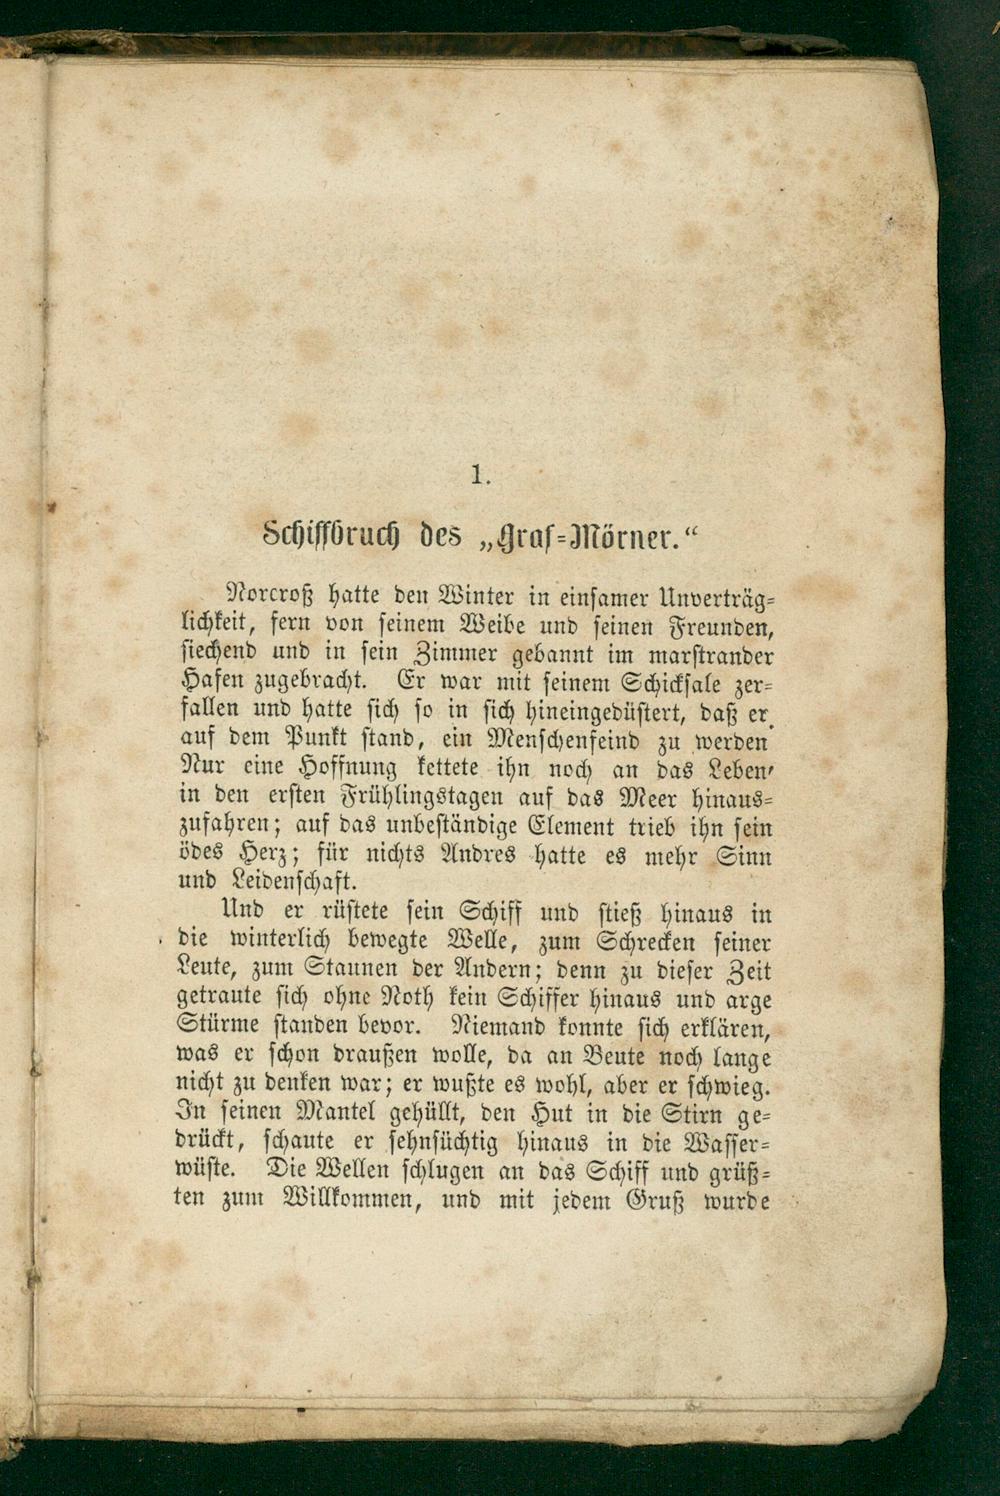 1.
Schiffbruch des „Graf-Mörner.“
Norcroß hatte den Winter in einsamer Unverträg-
lichkeit, fern von seinem Weibe und seinen Freunden,
siechend und in sein Zimmer gebannt im marstrander
Hafen zugebracht. Er war mit seinem Schicksale zer-
fallen und hatte sich so in sich hineingedüstert, daß er
auf dem Punkt stand, ein Menschenfeind zu werden.
Nur eine Hoffnung kettete ihn noch an das Leben,
in den ersten Frühlingstagen auf das Meer hinaus-
zufahren; auf das unbeständige Element trieb ihn sein
ödes Herz; für nichts Andres hatte es mehr Sinn
und Leidenschaft.
Und er rüstete sein Schiff und stieß hinaus in
die winterlich bewegte Welle, zum Schrecken seiner
Leute, zum Staunen der Andern; denn zu dieser Zeit
getraute sich ohne Noth kein Schiffer hinaus und arge
Stürme standen bevor. Niemand konnte sich erklären,
was er schon draußen wolle, da an Beute noch lange
nicht zu denken war; er wußte es wohl, aber er schwieg.
In seinen Mantel gehüllt, den Hut in die Stirn ge-
drückt, schaute er sehnsüchtig hinaus in die Wasser-
wüste. Die Wellen schlugen an das Schiff und grüß-
ten zum Willkommen, und mit jedem Gruß wurde